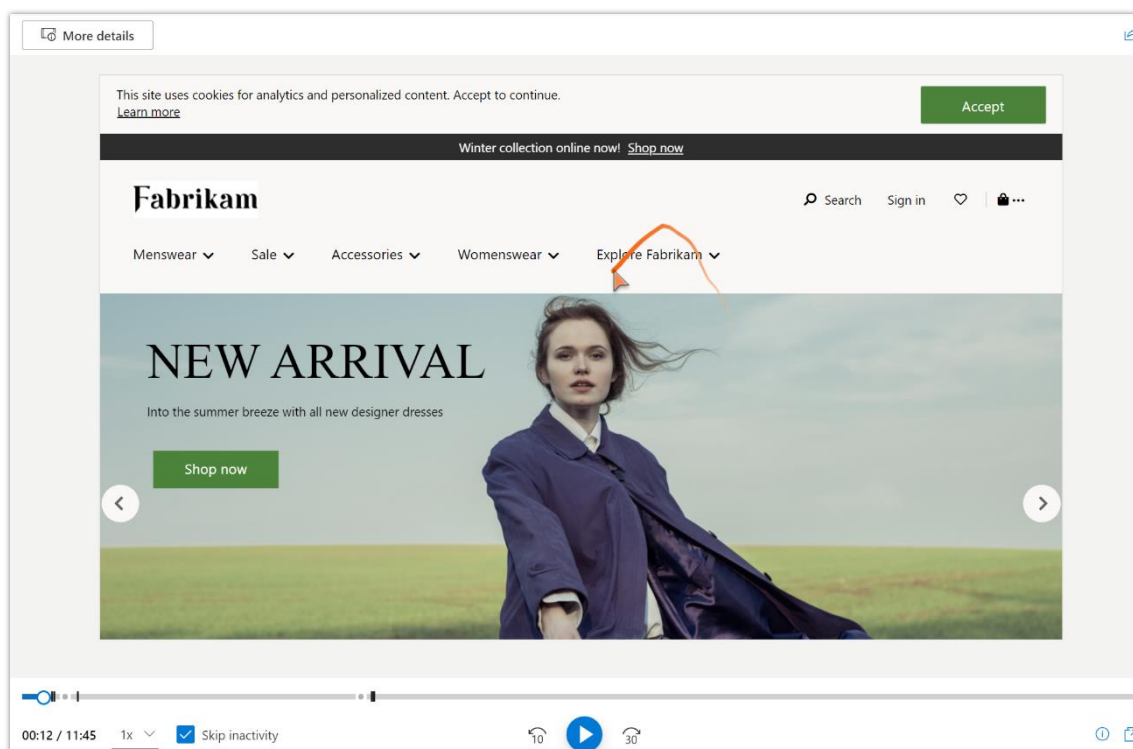 More details
This site uses cookies for analytics and personalized content. Accept to continue.
Learn more
Accept
Winter collection online now! Shop now
Fabrikam
Search Sign in
Menswear Sale Accessories Womenswear Explore Fabrikam
NEW ARRIVAL
Into the summer breeze with all new designer dresses
Shop now
00:12 / 11:45 1x Skip inactivity 10 30